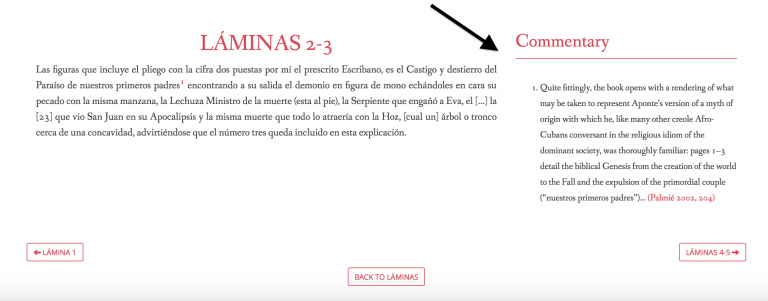 LÁMINAS 2-3
Las figuras que incluye el pliego con la cifra dos puestas por mí el prescrito Escribano, es el Castigo y destierro del
Paraíso de nuestros primeros padres¹ encontrando a su salida el demonio en figura de mono echándoles en cara su
pecado con la misma manzana, la Lechuza Ministro de la muerte (esta al pie), la Serpiente que engañó a Eva, el [...] la
[23] que vio San Juan en su Apocalipsis y la misma muerte que todo lo atraería con la Hoz, [cual un] árbol o tronco
cerca de una concavidad, advirtiéndose que el número tres queda incluido en esta explicación.
Commentary
1. Quite fittingly, the book opens with a rendering of what
may be taken to represent Aponte's version of a myth of
origin with which he, like many other creole Afro-
Cubans conversant in the religious idiom of the
dominant society, was thoroughly familiar: pages 1–3
detail the biblical Genesis from the creation of the world
to the Fall and the expulsion of the primordial couple
("nuestros primeros padres")... (Palmié 2002, 204)
LÁMINA 1
LÁMINAS 4-5
BACK TO LÁMINAS